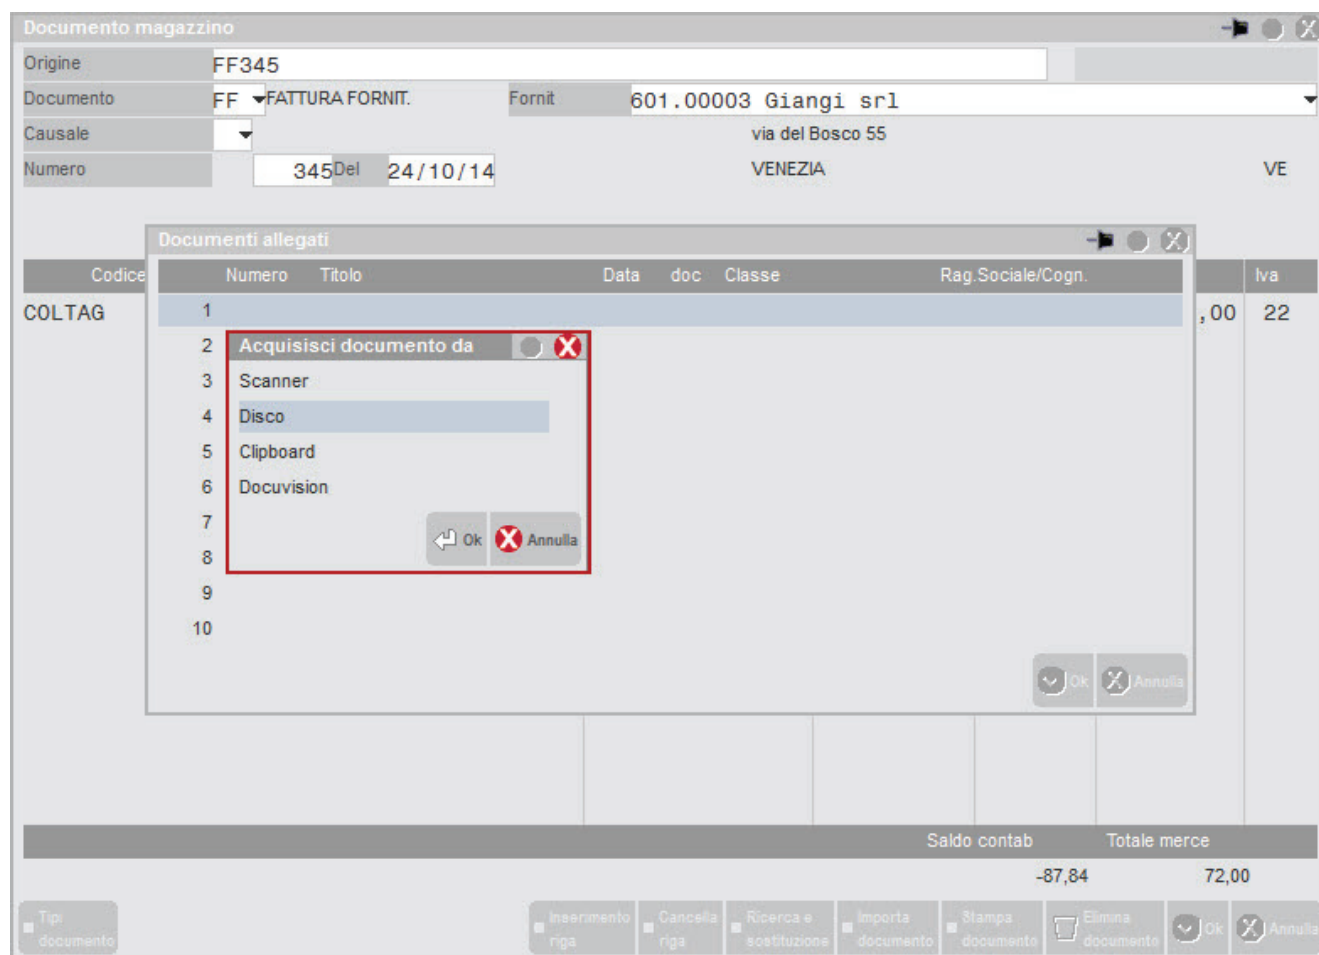 Documento magazzino
Origine FF345
Documento FF FATTURA FORNIT. Fornit 601.00003 Giangi srl
Causale via del Bosco 55
Numero 345 Del 24/10/14 VENEZIA VE
Documenti allegati
Codice Numero Titolo Data doc Classe Rag.Sociale/Cogn. Iva
COLTAG 1 ,00 22
2 Acquisisci documento da
3 Scanner
4 Disco
5 Clipboard
6 Docuvision
7
Ok Annulla
8
9
10
Ok Annulla
Saldo contab Totale merce
-87,84 72,00
Tipi Inserimento Cancella Ricerca e Importa Stampa Elimina Ok Annulla
documento riga riga sostituzione documento documento documento